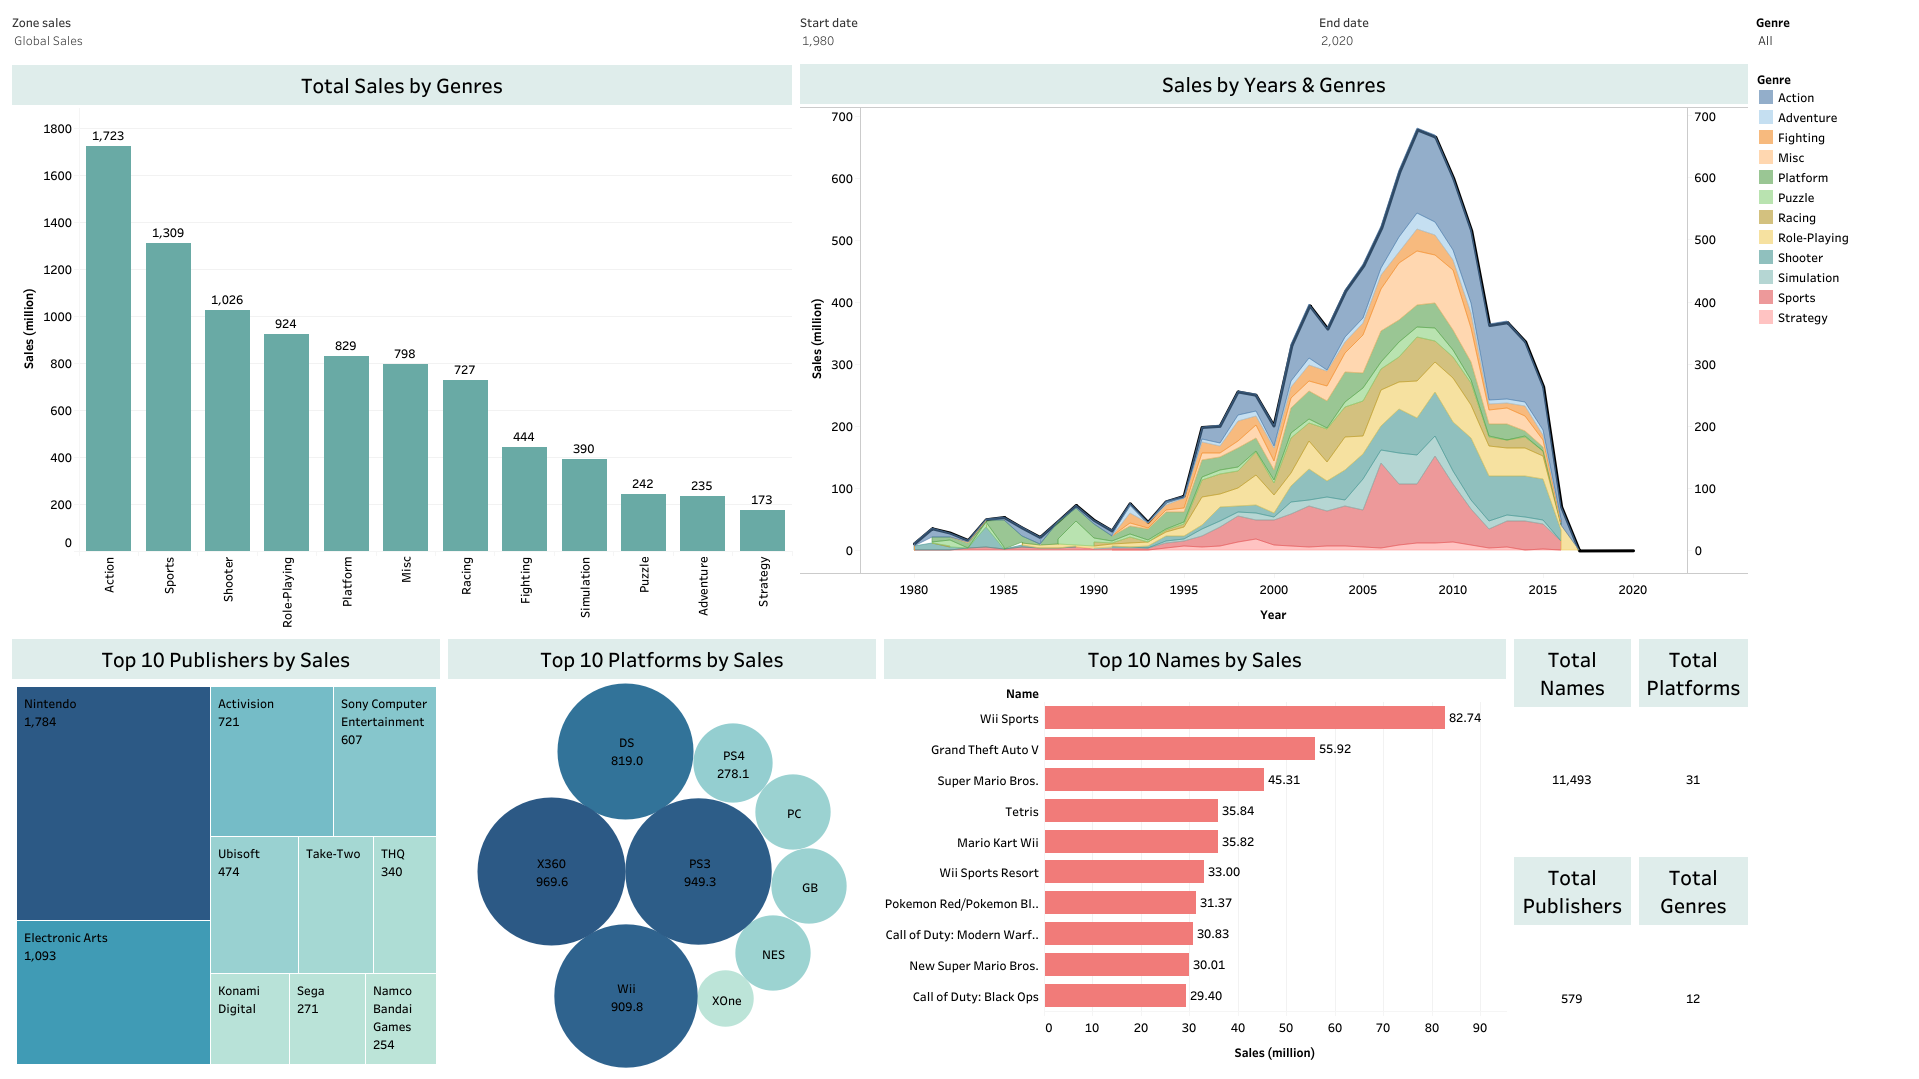 Zone sales
Global Sales
Start date
1,980
End date
2,020
Genre
All
Total Sales by Genres
Sales (million)
1800
1600
1400
1200
1000
800
600
400
200
0
1,723
1,309
1,026
924
829
798
727
444
390
242
235
173
Action
Sports
Shooter
Role-Playing
Platform
Misc
Racing
Fighting
Simulation
Puzzle
Adventure
Strategy
Sales by Years & Genres
Sales (million)
700
600
500
400
300
200
100
0
700
600
500
400
300
200
100
0
1980
1985
1990
1995
2000
2005
2010
2015
2020
Year
Genre
Action
Adventure
Fighting
Misc
Platform
Puzzle
Racing
Role-Playing
Shooter
Simulation
Sports
Strategy
Top 10 Publishers by Sales
Nintendo
1,784
Electronic Arts
1,093
Activision
721
Sony Computer
Entertainment
607
Ubisoft
474
Take-Two
THQ
340
Konami
Digital
Sega
271
Namco
Bandai
Games
254
Top 10 Platforms by Sales
DS
819.0
PS4
278.1
PC
X360
969.6
PS3
949.3
GB
NES
Wii
909.8
XOne
Top 10 Names by Sales
Name
Wii Sports
82.74
Grand Theft Auto V
55.92
Super Mario Bros.
45.31
Tetris
35.84
Mario Kart Wii
35.82
Wii Sports Resort
33.00
Pokemon Red/Pokemon Bl..
31.37
Call of Duty: Modern Warf..
30.83
New Super Mario Bros.
30.01
Call of Duty: Black Ops
29.40
0
10
20
30
40
50
60
70
80
90
Sales (million)
Total
Names
11,493
Total
Platforms
31
Total
Publishers
579
Total
Genres
12